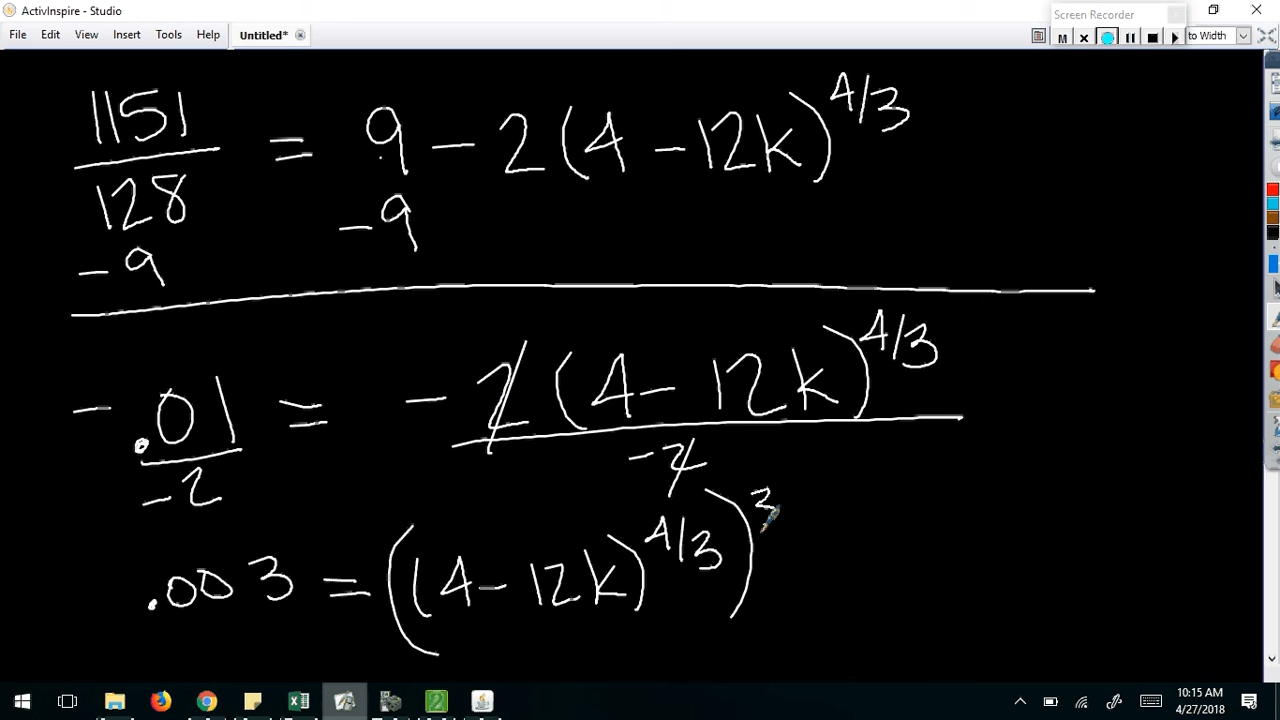 ActivInspire - Studio
Screen Recorder
File Edit View Insert Tools Help Untitled* to Width
1151/128 = 9 - 2(4 - 12k)^4/3
-9 -9
-.01/-2 = -2(4 - 12k)^4/3/-2
.003 = ((4 - 12k)^4/3)^3
10:15 AM
4/27/2018